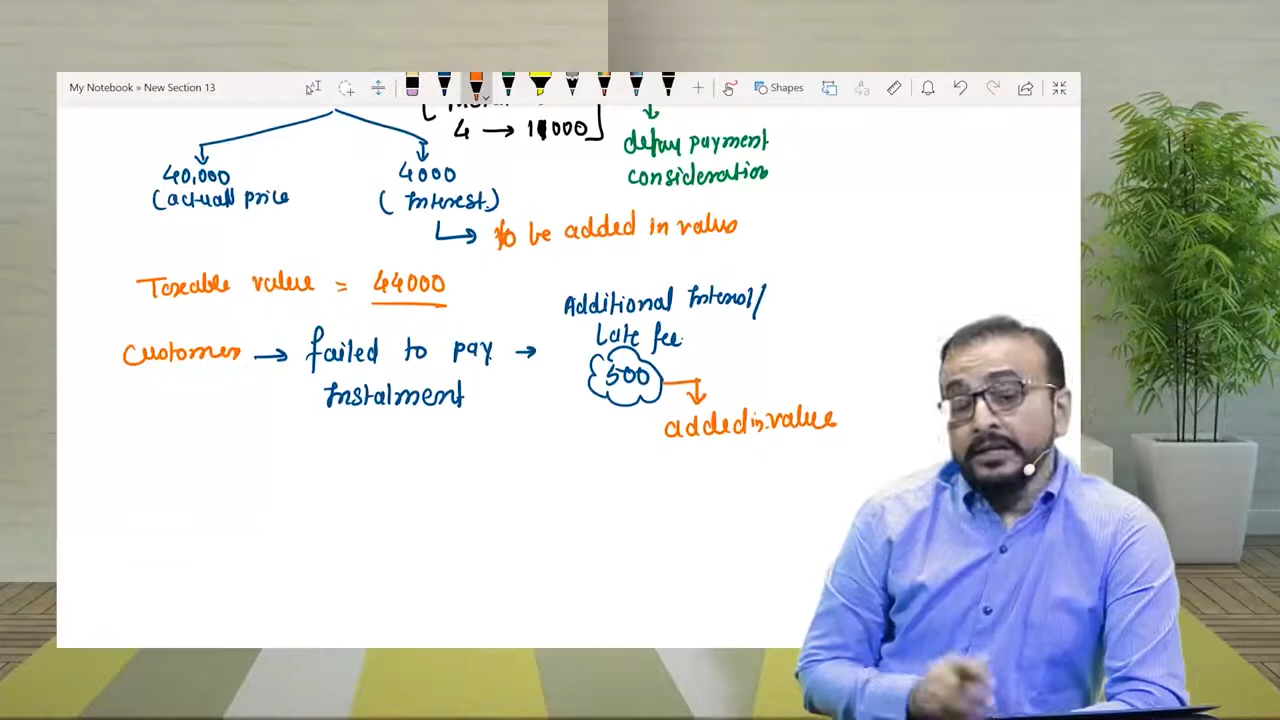 My Notebook » New Section 13
Shapes
4 → 11000
defay payment
consideration
40,000
(actual price
4000
(Interest)
to be added in value
Taxable value = 44000
Additional Interest/
Late fee
Customer → failed to pay →
Instalment
500
added in value